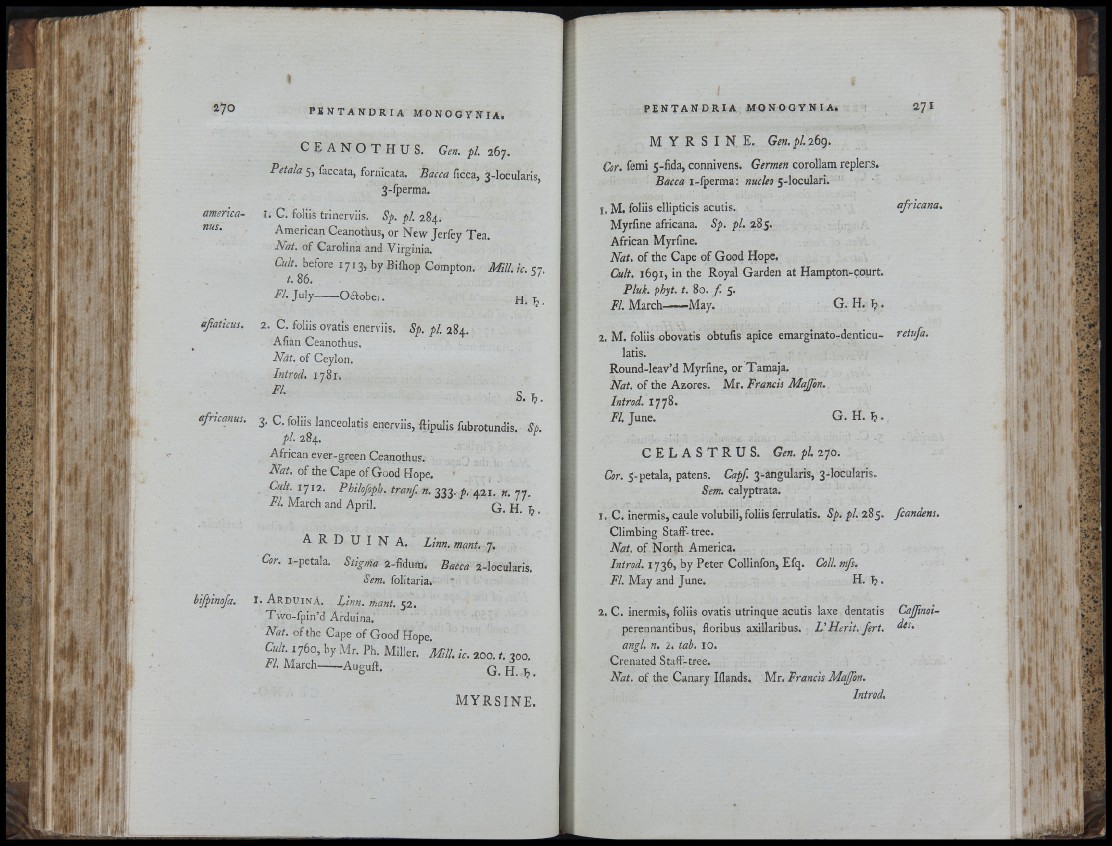 270
PENTANDRIA MONOGYNIA.
CEANOTHUS. Gen. pl. 267.
Petala 5, ſaccata, fornicata. Bacca ſicca, 3-locularis,
3-ſperma.
america- 1. C. foliis trinerviis. Sp. pl. 284.
nus. American Ceanothus, or New Jerſey Tea.
Nat. of Carolina and Virginia.
Cult. before 1713, by Biſhop Compton. Mill. ic. 57.
t. 86.
Fl. July——October. H. ♄.
aſiaticus. 2. C. foliis ovatis enerviis. Sp. pl. 284.
Aſian Ceanothus.
Nat. of Ceylon.
Introd. 1781.
Fl. S. ♄.
africanus. 3. C. foliis lanceolatis enerviis, ſtipulis ſubrotundis. Sp.
pl. 284.
African ever-green Ceanothus.
Nat. of the Cape of Good Hope.
Cult. 1712. Philoſoph. tranſ. n. 333. p. 421. n. 77.
Fl. March and April. G. H. ♄.
ARDUINA. Linn. mant. 7.
Cor. 1-petala. Stigma 2-fidum. Bacca 2-locularis.
Sem. ſolitaria.
biſpinoſa. 1. ARDUINA. Linn. mant. 52.
Two-ſpin'd Arduina.
Nat. of the Cape of Good Hope.
Cult. 1760, by Mr. Ph. Miller. Mill. ic. 200. t. 300.
Fl. March——Auguſt. G. H. ♄.
MYRSINE.
PENTANDRIA MONOGYNIA. 271
MYRSINE. Gen. pl. 269.
Cor. ſemi 5-fida, connivens. Germen corollam replens.
Bacca 1-ſperma: nucleo 5-loculari.
1. M. foliis ellipticis acutis. africana.
Myrſine africana. Sp. pl. 285.
African Myrſine.
Nat. of the Cape of Good Hope.
Cult. 1691, in the Royal Garden at Hampton-court.
Pluk. phyt. t. 80. f. 5.
Fl. March——May. G. H. ♄.
2. M. foliis obovatis obtuſis apice emarginato-denticu- retuſa.
latis.
Round-leav'd Myrſine, or Tamaja.
Nat. of the Azores. Mr. Francis Maſſon.
Introd. 1778.
Fl. June. G. H. ♄.
CELASTRUS. Gen. pl. 270.
Cor. 5-petala, patens. Capſ. 3-angularis, 3-locularis.
Sem. calyptrata.
1. C. inermis, caule volubili, foliis ſerrulatis. Sp. pl. 285. ſcandens.
Climbing Staff-tree.
Nat. of North America.
Introd. 1736, by Peter Collinſon, Eſq. Coll. mſſ.
Fl. May and June. H. ♄.
2. C. inermis, foliis ovatis utrinque acutis laxe dentatis Caſſinoi-
perennantibus, floribus axillaribus. L'Herit. ſert. des.
angl. n. 2. tab. 10.
Crenated Staff-tree.
Nat. of the Canary Iſlands. Mr. Francis Maſſon.
Introd.